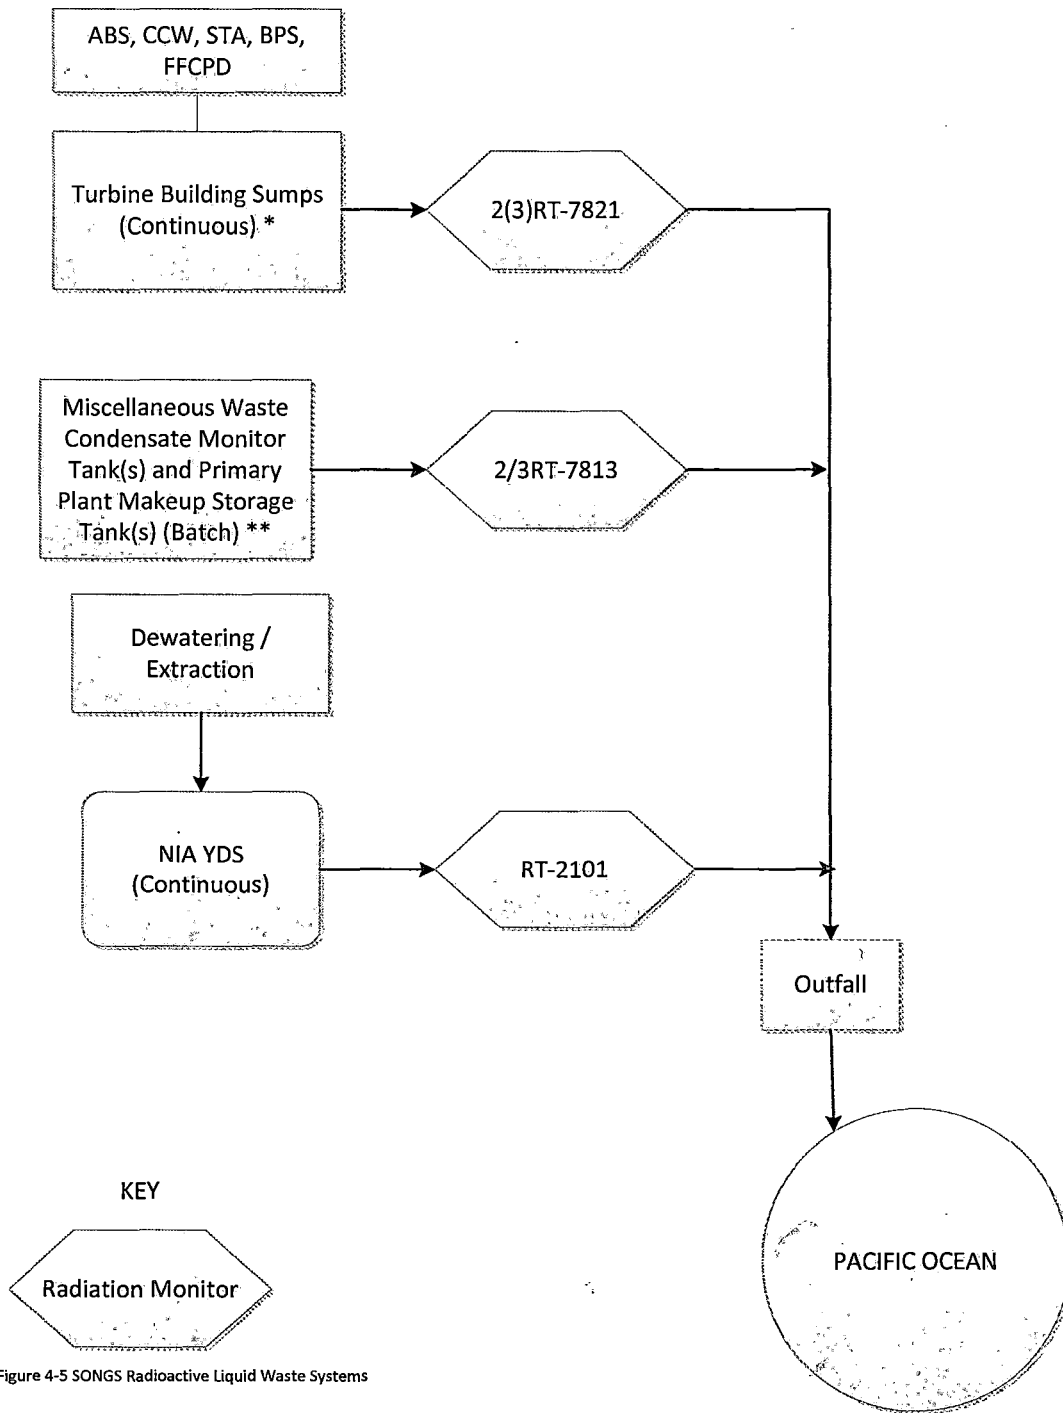 ABS, CCW, STA, BPS,
FFCPD
Turbine Building Sumps
(Continuous) *
2(3)RT-7821
Miscellaneous Waste
Condensate Monitor
Tank(s) and Primary
Plant Makeup Storage
Tank(s) (Batch) **
2/3RT-7813
Dewatering /
Extraction
NIA YDS
(Continuous)
RT-2101
Outfall
PACIFIC OCEAN
KEY
Radiation Monitor
Figure 4-5 SONGS Radioactive Liquid Waste Systems